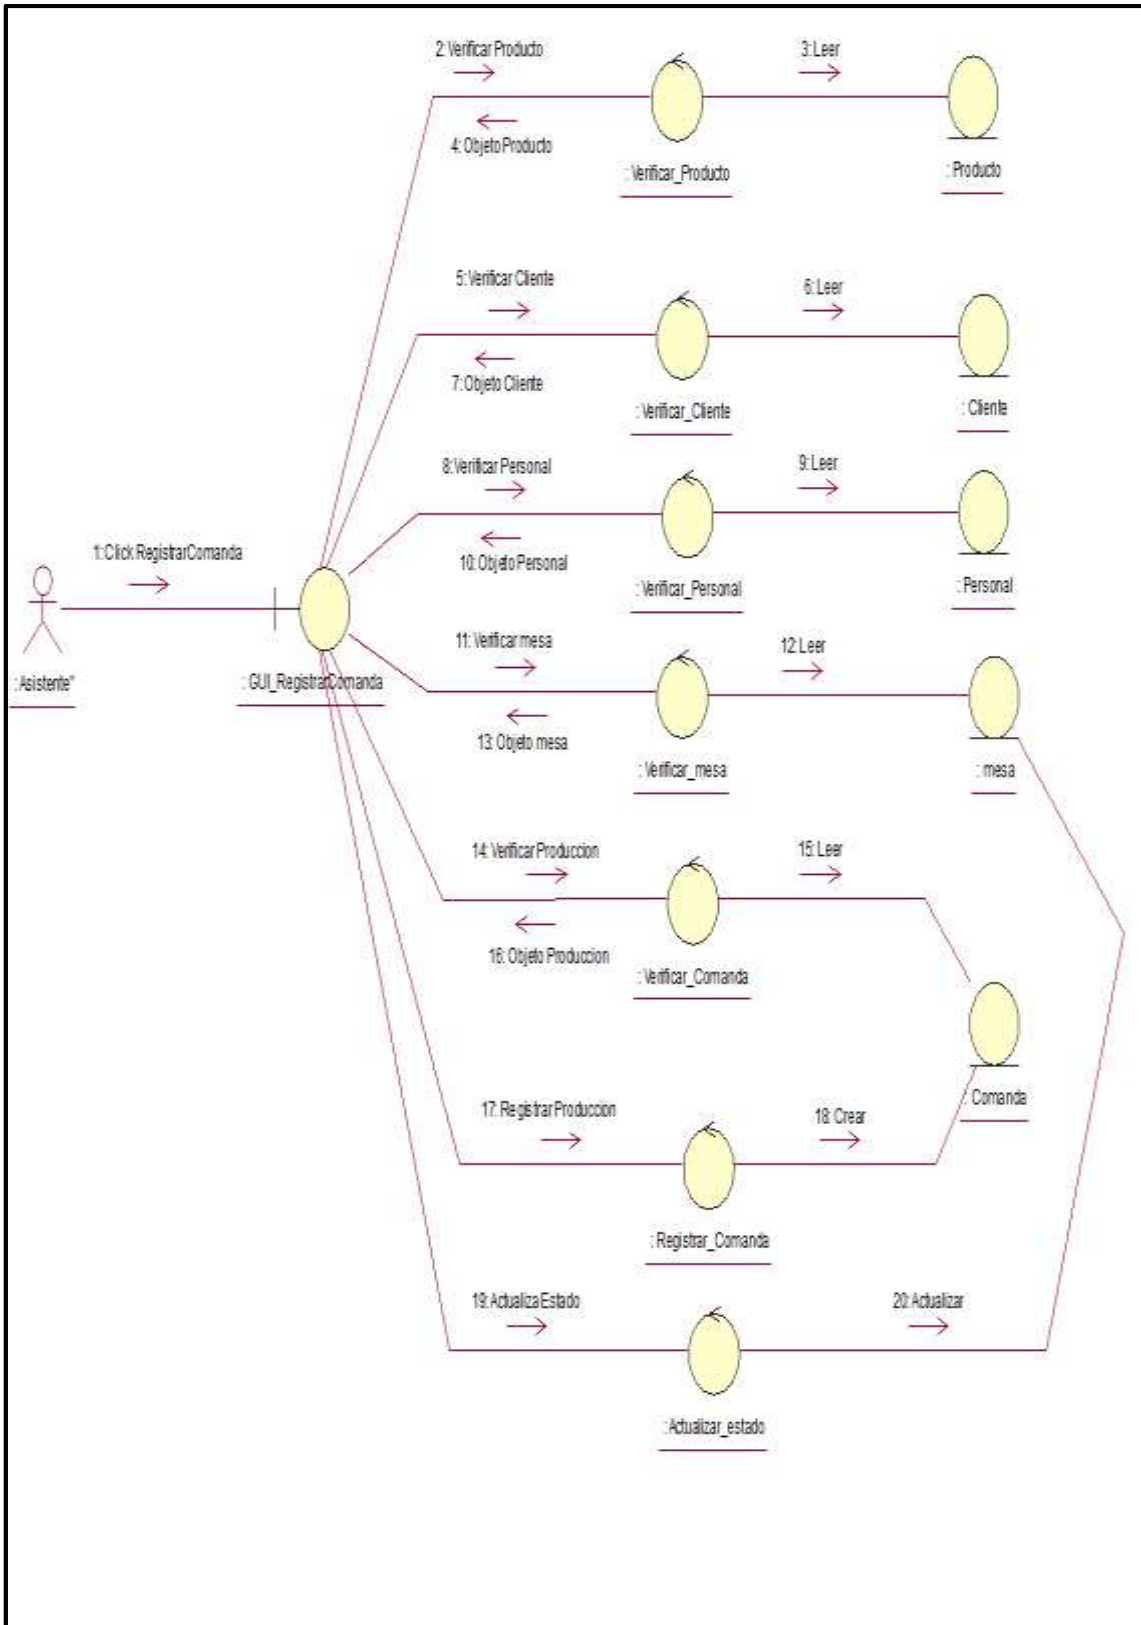 2: Verificar Producto
3: Leer
4: Objeto Producto
: Verificar_Producto
: Producto
5: Verificar Cliente
6: Leer
7: Objeto Cliente
: Verificar_Cliente
: Cliente
8: Verificar Personal
9: Leer
10: Objeto Personal
: Verificar_Personal
: Personal
1: Click RegistrarComanda
: Asistente"
: GUI_RegistrarComanda
11: Verificar mesa
12: Leer
13: Objeto mesa
: Verificar_mesa
: mesa
14: Verificar Produccion
15: Leer
16: Objeto Produccion
: Verificar_Comanda
: Comanda
17: Registrar Produccion
18: Crear
: Registrar_Comanda
19: Actualiza Estado
20: Actualizar
: Actualizar_estado